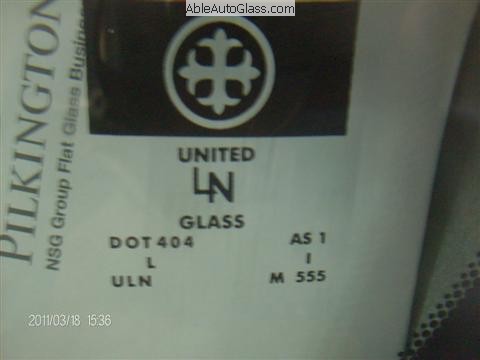 AbleAutoGlass.com
PILKINGTON
NSG Group Flat Glass Business
UNITED
LN
GLASS
DOT 404 AS 1
L I
ULN M 555
2011/03/18 15:36